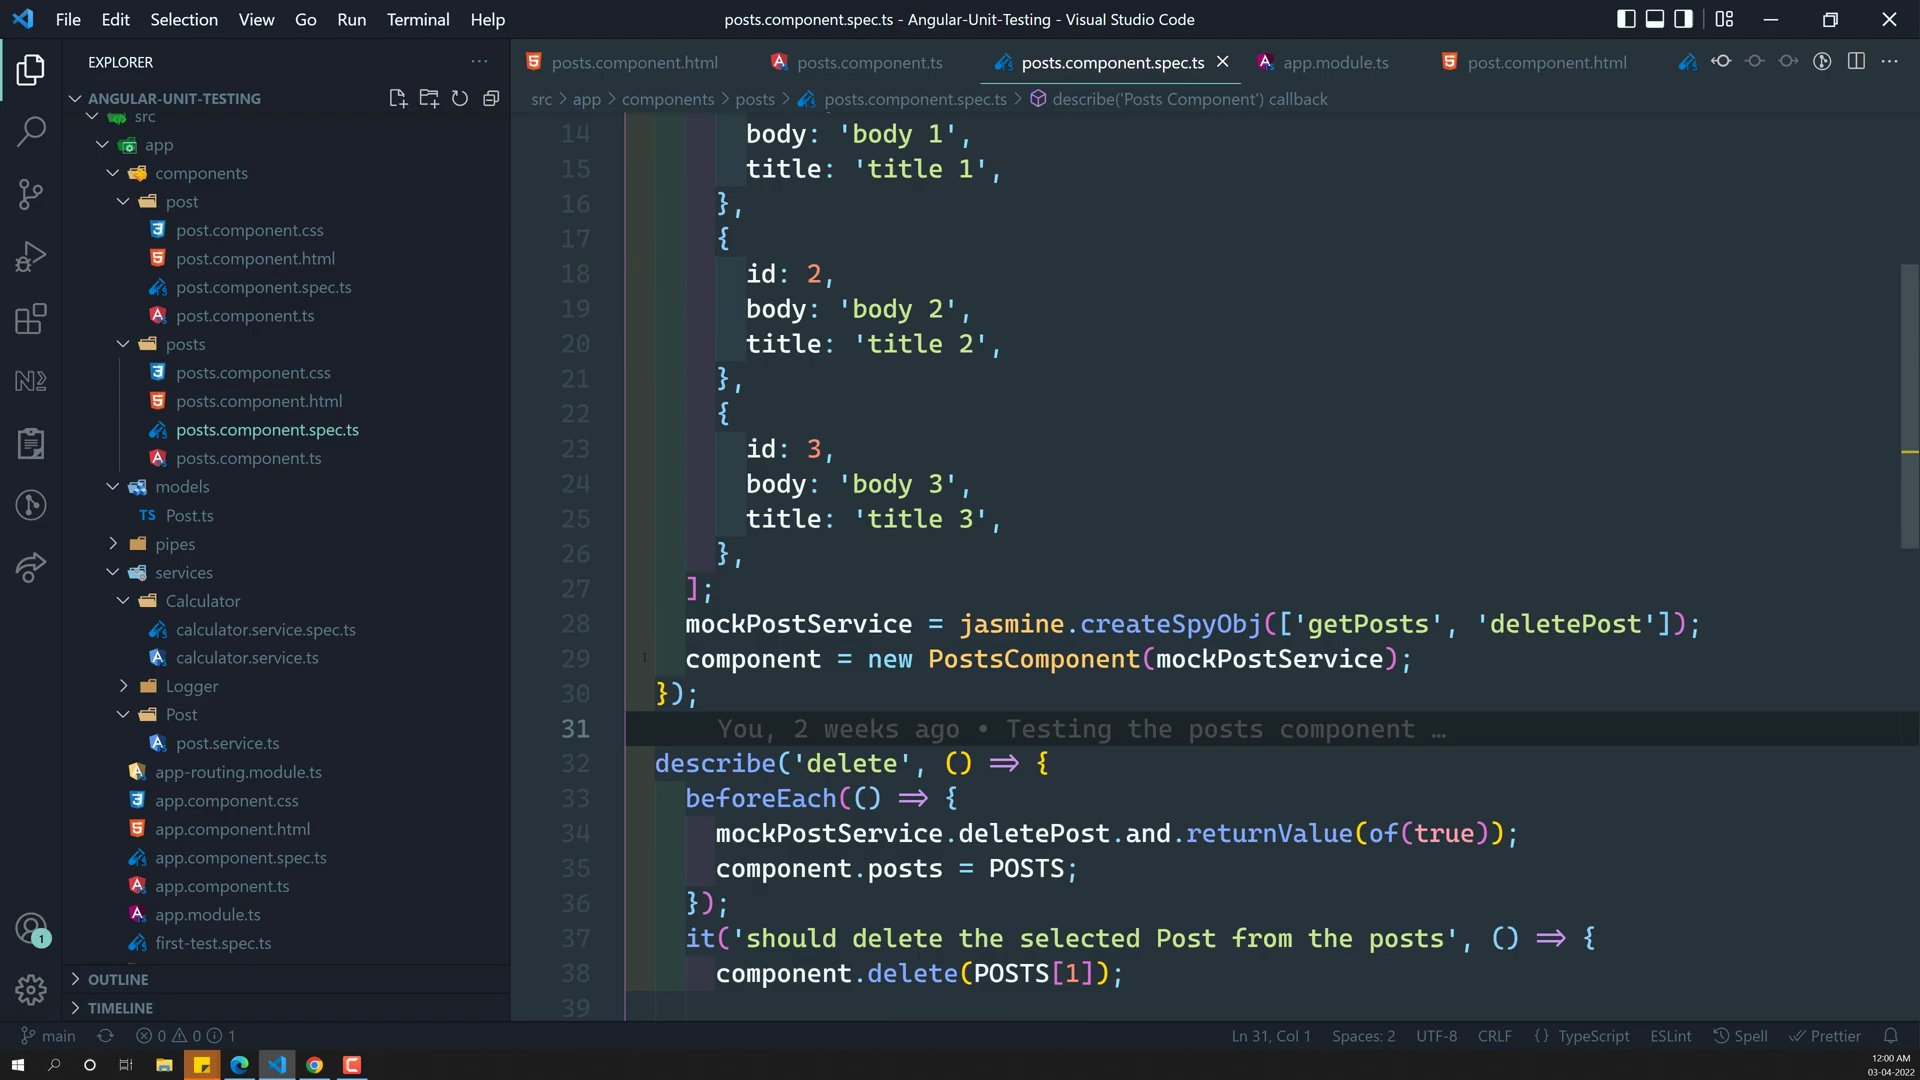 File Edit Selection View Go Run Terminal Help
posts.component.spec.ts - Angular-Unit-Testing - Visual Studio Code
EXPLORER
ANGULAR-UNIT-TESTING
src
app
components
post
post.component.css
post.component.html
post.component.spec.ts
post.component.ts
posts
posts.component.css
posts.component.html
posts.component.spec.ts
posts.component.ts
models
TS Post.ts
pipes
services
Calculator
calculator.service.spec.ts
calculator.service.ts
Logger
Post
post.service.ts
app-routing.module.ts
app.component.css
app.component.html
app.component.spec.ts
app.component.ts
app.module.ts
first-test.spec.ts
OUTLINE
TIMELINE
posts.component.html posts.component.ts posts.component.spec.ts app.module.ts post.component.html
src > app > components > posts > posts.component.spec.ts > describe('Posts Component') callback
14 body: 'body 1',
15 title: 'title 1',
16 },
17 {
18 id: 2,
19 body: 'body 2',
20 title: 'title 2',
21 },
22 {
23 id: 3,
24 body: 'body 3',
25 title: 'title 3',
26 },
27 ];
28 mockPostService = jasmine.createSpyObj(['getPosts', 'deletePost']);
29 component = new PostsComponent(mockPostService);
30 });
31 You, 2 weeks ago • Testing the posts component …
32 describe('delete', () => {
33 beforeEach(() => {
34 mockPostService.deletePost.and.returnValue(of(true));
35 component.posts = POSTS;
36 });
37 it('should delete the selected Post from the posts', () => {
38 component.delete(POSTS[1]);
39
1
main 0 0 1 Ln 31, Col 1 Spaces: 2 UTF-8 CRLF {} TypeScript ESLint Spell Prettier
12:00 AM
03-04-2022